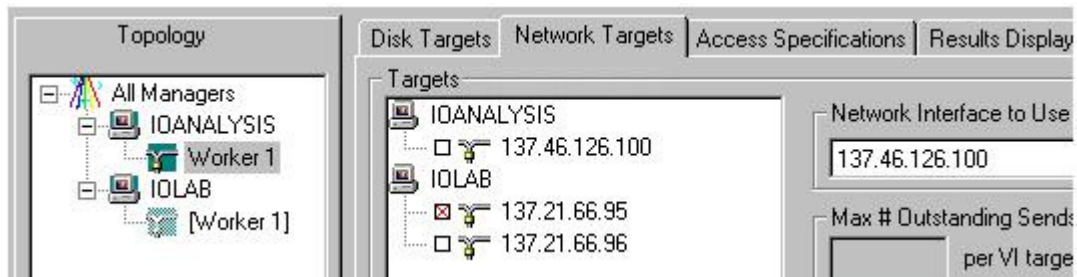 Topology
All Managers
IOANALYSIS
Worker 1
IOLAB
[Worker 1]
Disk Targets Network Targets Access Specifications Results Display
Targets
IOANALYSIS
137.46.126.100
IOLAB
137.21.66.95
137.21.66.96
Network Interface to Use
137.46.126.100
Max # Outstanding Sends
per VI targe